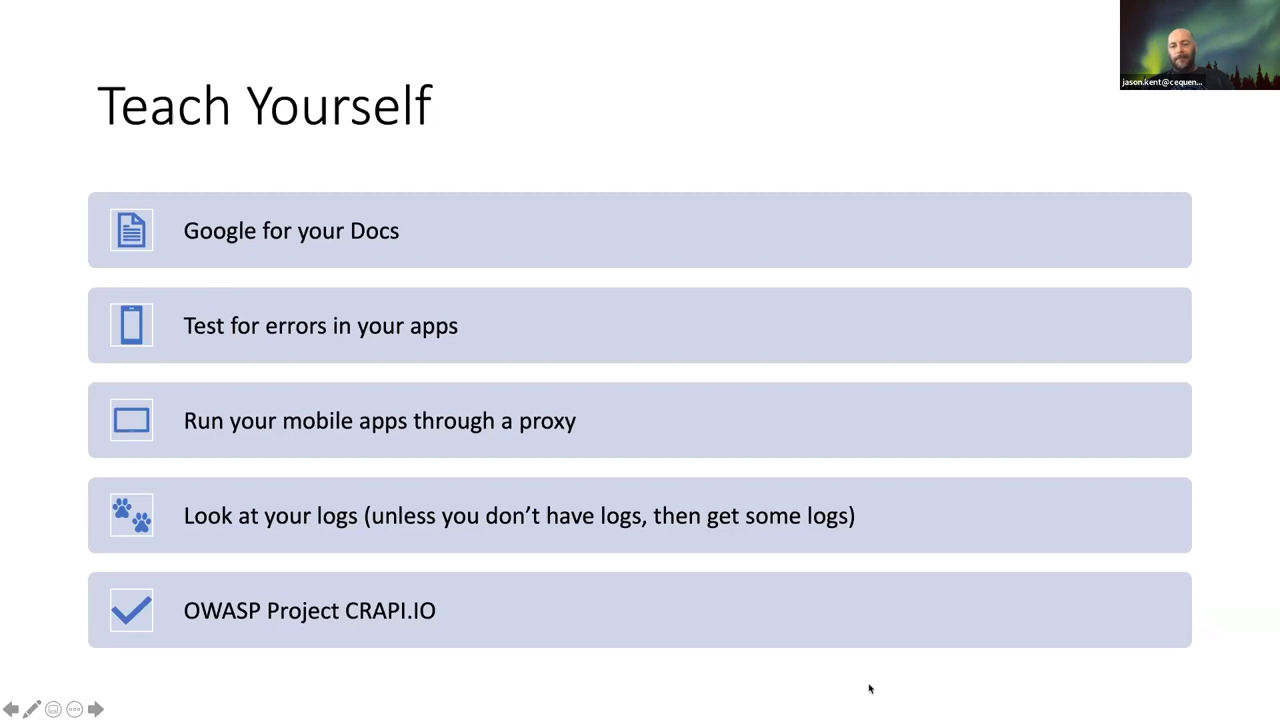 jason.kent@cequen...
Teach Yourself
Google for your Docs
Test for errors in your apps
Run your mobile apps through a proxy
Look at your logs (unless you don’t have logs, then get some logs)
OWASP Project CRAPI.IO